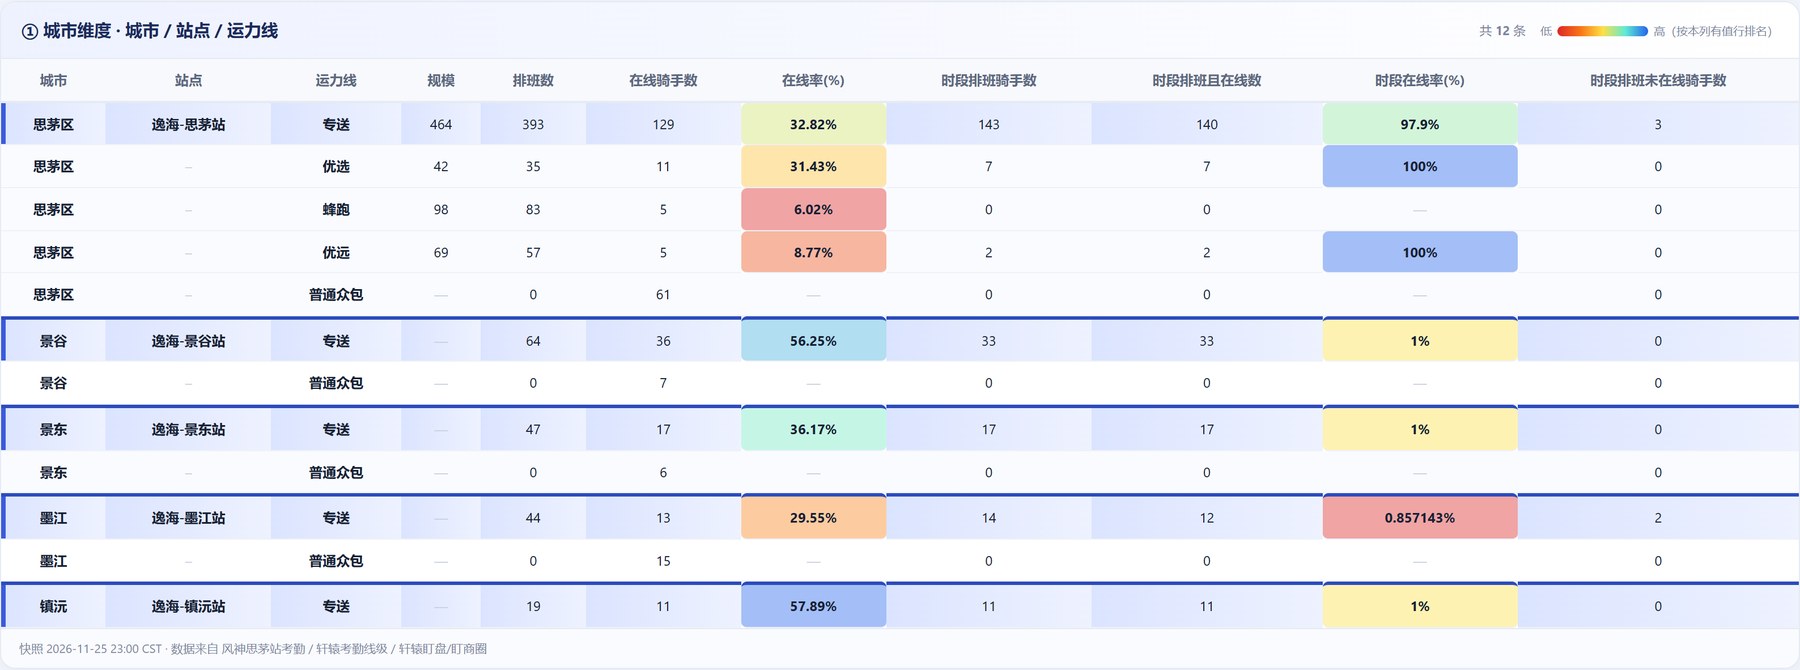 ① 城市维度 · 城市 / 站点 / 运力线 共 12 条 低 高 (按本列有值行排名)
城市 站点 运力线 规模 排班数 在线骑手数 在线率(%) 时段排班骑手数 时段排班且在线数 时段在线率(%) 时段排班未在线骑手数
思茅区 逸海-思茅站 专送 464 393 129 32.82% 143 140 97.9% 3
思茅区 – 优选 42 35 11 31.43% 7 7 100% 0
思茅区 – 蜂跑 98 83 5 6.02% 0 0 — 0
思茅区 – 优远 69 57 5 8.77% 2 2 100% 0
思茅区 – 普通众包 — 0 61 — 0 0 — 0
景谷 逸海-景谷站 专送 — 64 36 56.25% 33 33 1% 0
景谷 – 普通众包 — 0 7 — 0 0 — 0
景东 逸海-景东站 专送 — 47 17 36.17% 17 17 1% 0
景东 – 普通众包 — 0 6 — 0 0 — 0
墨江 逸海-墨江站 专送 — 44 13 29.55% 14 12 0.857143% 2
墨江 – 普通众包 — 0 15 — 0 0 — 0
镇沅 逸海-镇沅站 专送 — 19 11 57.89% 11 11 1% 0
快照 2026-11-25 23:00 CST · 数据来自 风神思茅站考勤 / 轩辕考勤线级 / 轩辕盯盘/盯商圈